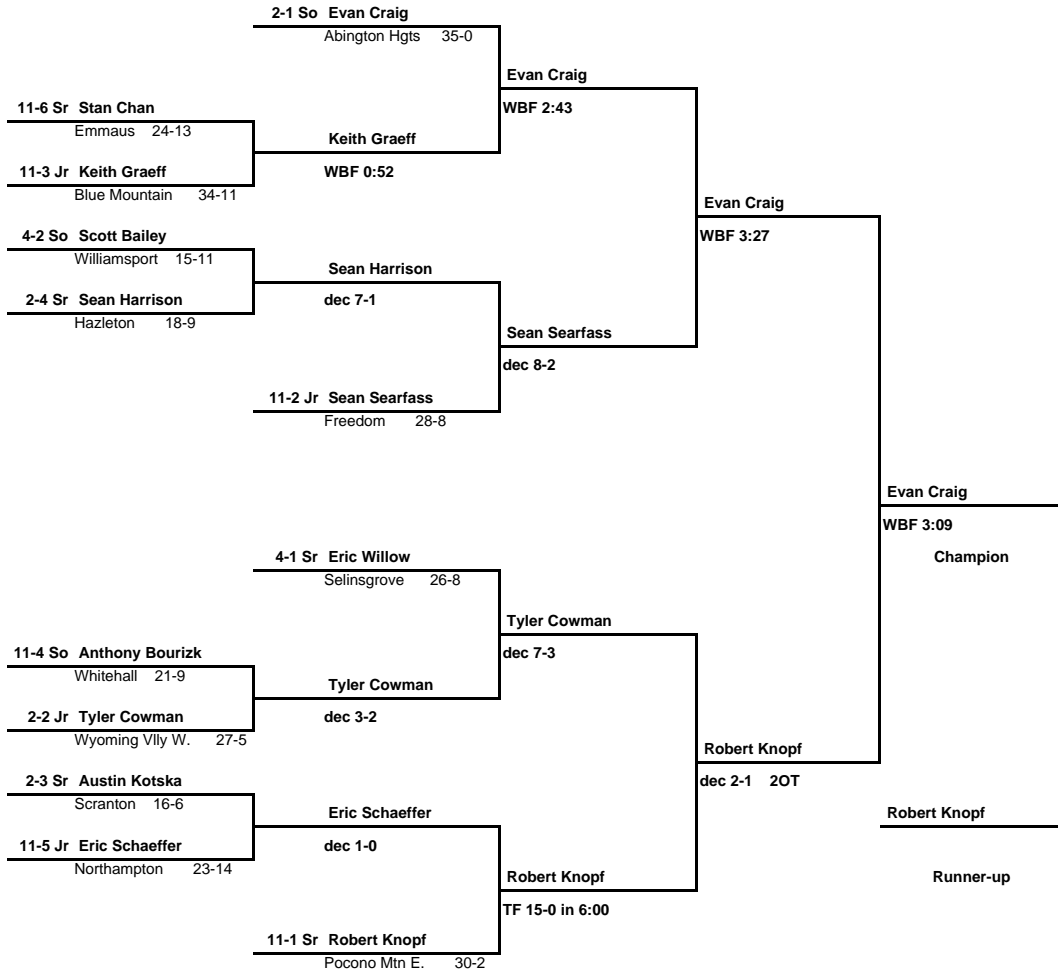 2-1 So Evan Craig
Abington Hgts 35-0
Evan Craig
11-6 Sr Stan Chan
WBF 2:43
Emmaus 24-13
Keith Graeff
11-3 Jr Keith Graeff
WBF 0:52
Blue Mountain 34-11
Evan Craig
4-2 So Scott Bailey
WBF 3:27
Williamsport 15-11
Sean Harrison
2-4 Sr Sean Harrison
dec 7-1
Hazleton 18-9
Sean Searfass
dec 8-2
11-2 Jr Sean Searfass
Freedom 28-8
Evan Craig
WBF 3:09
4-1 Sr Eric Willow
Champion
Selinsgrove 26-8
Tyler Cowman
11-4 So Anthony Bourizk
dec 7-3
Whitehall 21-9
Tyler Cowman
2-2 Jr Tyler Cowman
dec 3-2
Wyoming Vlly W. 27-5
Robert Knopf
2-3 Sr Austin Kotska
dec 2-1 2OT
Scranton 16-6
Eric Schaeffer
Robert Knopf
11-5 Jr Eric Schaeffer
dec 1-0
Northampton 23-14
Robert Knopf
Runner-up
TF 15-0 in 6:00
11-1 Sr Robert Knopf
Pocono Mtn E. 30-2